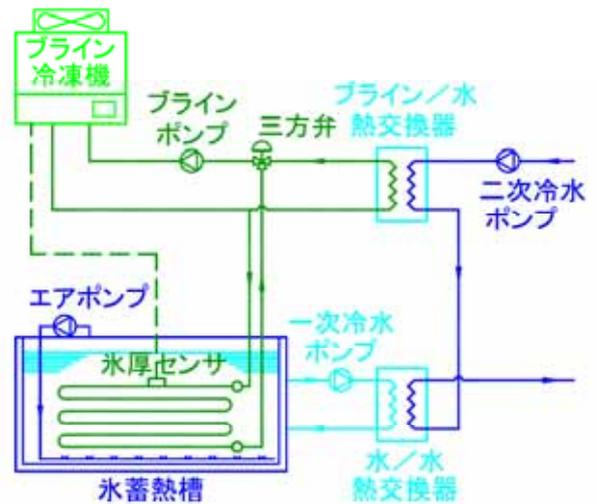 ブライン
冷凍機
ブライン
ポンプ
三方弁
ブライン／水
熱交換器
二次冷水
ポンプ
エアポンプ
氷厚センサ
一次冷水
ポンプ
氷蓄熱槽
水／水
熱交換器